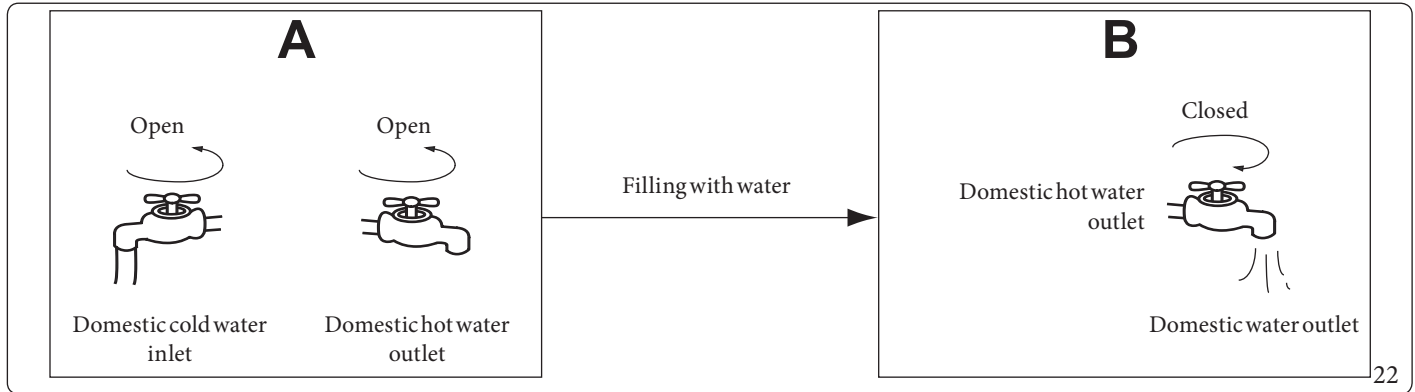 A
Open
Open
Domestic cold water
inlet
Domestic hot water
outlet
Filling with water
B
Closed
Domestic hot water
outlet
Domestic water outlet
22